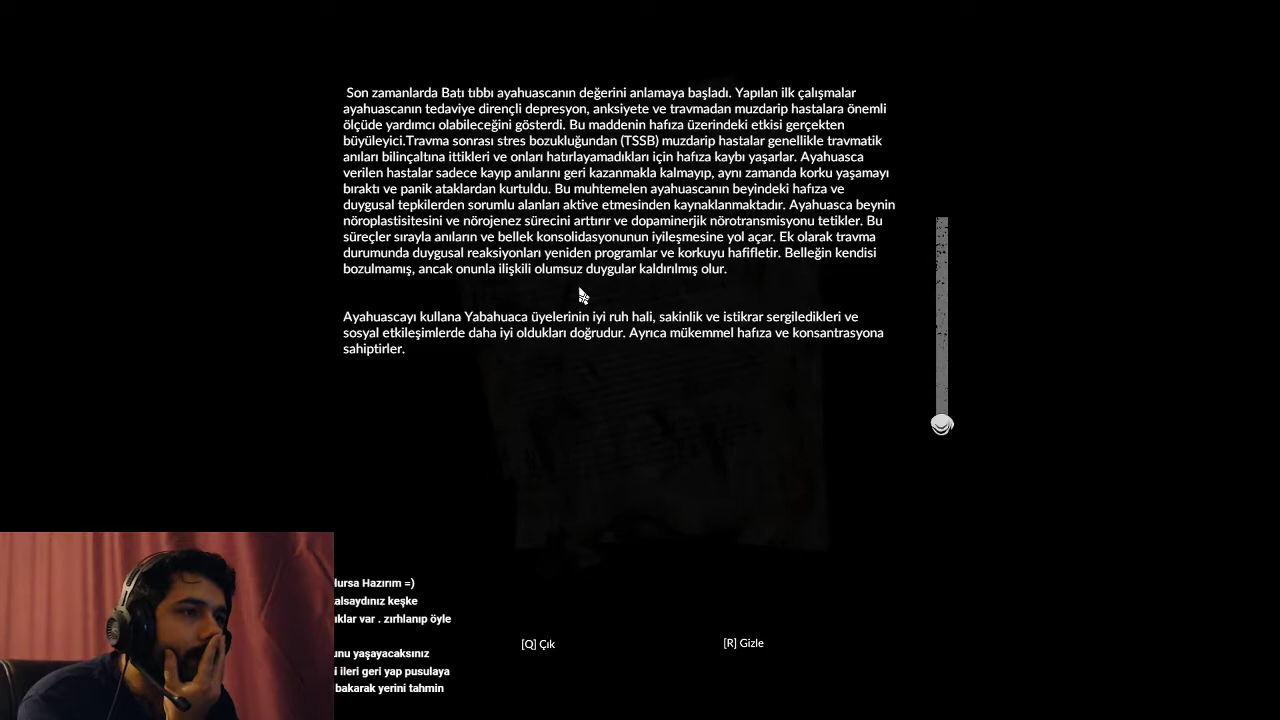 Son zamanlarda Batı tıbbı ayahuascanın değerini anlamaya başladı. Yapılan ilk çalışmalar
ayahuascanın tedaviye dirençli depresyon, anksiyete ve travmadan muzdarip hastalara önemli
ölçüde yardımcı olabileceğini gösterdi. Bu maddenin hafıza üzerindeki etkisi gerçekten
büyüleyici.Travma sonrası stres bozukluğundan (TSSB) muzdarip hastalar genellikle travmatik
anıları bilinçaltına ittikleri ve onları hatırlayamadıkları için hafıza kaybı yaşarlar. Ayahuasca
verilen hastalar sadece kayıp anılarını geri kazanmakla kalmayıp, aynı zamanda korku yaşamayı
bıraktı ve panik ataklardan kurtuldu. Bu muhtemelen ayahuascanın beyindeki hafıza ve
duygusal tepkilerden sorumlu alanları aktive etmesinden kaynaklanmaktadır. Ayahuasca beynin
nöroplastisitesini ve nörojenez sürecini arttırır ve dopaminerjik nörotransmisyonu tetikler. Bu
süreçler sırayla anıların ve bellek konsolidasyonunun iyileşmesine yol açar. Ek olarak travma
durumunda duygusal reaksiyonları yeniden programlar ve korkuyu hafifletir. Belleğin kendisi
bozulmamış, ancak onunla ilişkili olumsuz duygular kaldırılmış olur.
Ayahuascayı kullana Yabahuaca üyelerinin iyi ruh hali, sakinlik ve istikrar sergiledikleri ve
sosyal etkileşimlerde daha iyi oldukları doğrudur. Ayrıca mükemmel hafıza ve konsantrasyona
sahiptirler.
Hazırım =)
alsaydınız keşke
var . zırhlanıp öyle
[Q] Çık
[R] Gizle
yaşayacaksınız
ileri geri yap pusulaya
bakarak yerini tahmin